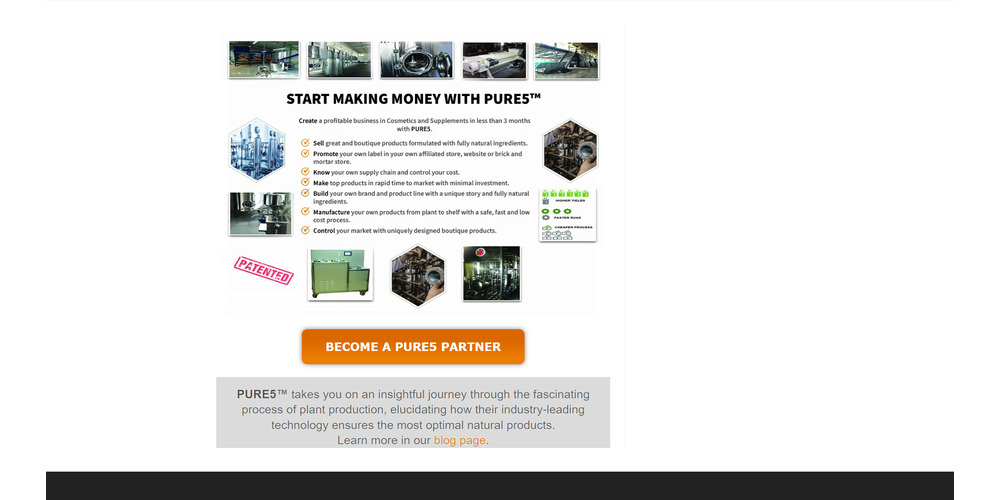 START MAKING MONEY WITH PURE5™
Create a profitable business in Cosmetics and Supplements in less than 3 months
with PURE5.
Sell great and boutique products formulated with fully natural ingredients.
Promote your own label in your own affiliated store, website or brick and
mortar store.
Know your own supply chain and control your cost.
Make top products in rapid time to market with minimal investment.
Build your own brand and product line with a unique story and fully natural
ingredients.
Manufacture your own products from plant to shelf with a safe, fast and low
cost process.
Control your market with uniquely designed boutique products.
HIGHER YIELDS
FASTER RUNS
CHEAPER PROCESS
PATENTED
BECOME A PURE5 PARTNER
PURE5™ takes you on an insightful journey through the fascinating
process of plant production, elucidating how their industry-leading
technology ensures the most optimal natural products.
Learn more in our blog page.